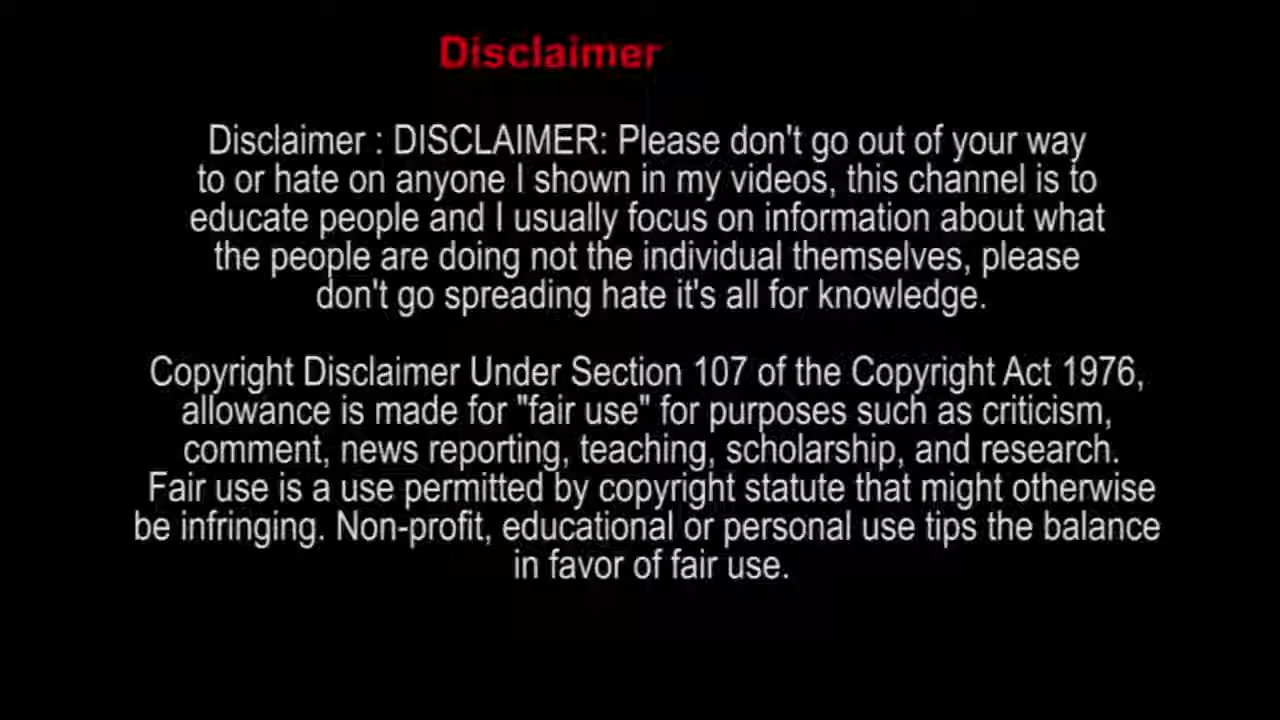 Disclaimer
Disclaimer : DISCLAIMER: Please don't go out of your way
to or hate on anyone I shown in my videos, this channel is to
educate people and I usually focus on information about what
the people are doing not the individual themselves, please
don't go spreading hate it's all for knowledge.
Copyright Disclaimer Under Section 107 of the Copyright Act 1976,
allowance is made for "fair use" for purposes such as criticism,
comment, news reporting, teaching, scholarship, and research.
Fair use is a use permitted by copyright statute that might otherwise
be infringing. Non-profit, educational or personal use tips the balance
in favor of fair use.